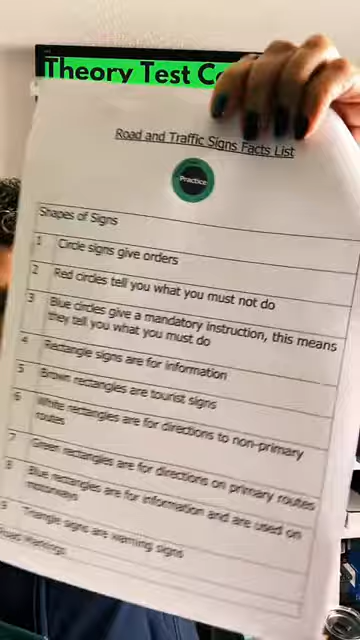 Theory Test Co
Road and Traffic Signs Facts List
Practice
Shapes of Signs
1 Circle signs give orders
2 Red circles tell you what you must not do
3 Blue circles give a mandatory instruction, this means
they tell you what you must do
4 Rectangle signs are for information
5 Brown rectangles are tourist signs
6 White rectangles are for directions to non-primary
routes
7 Green rectangles are for directions on primary routes
8 Blue rectangles are for information and are used on
motorways
9 Triangle signs are warning signs
Road Markings